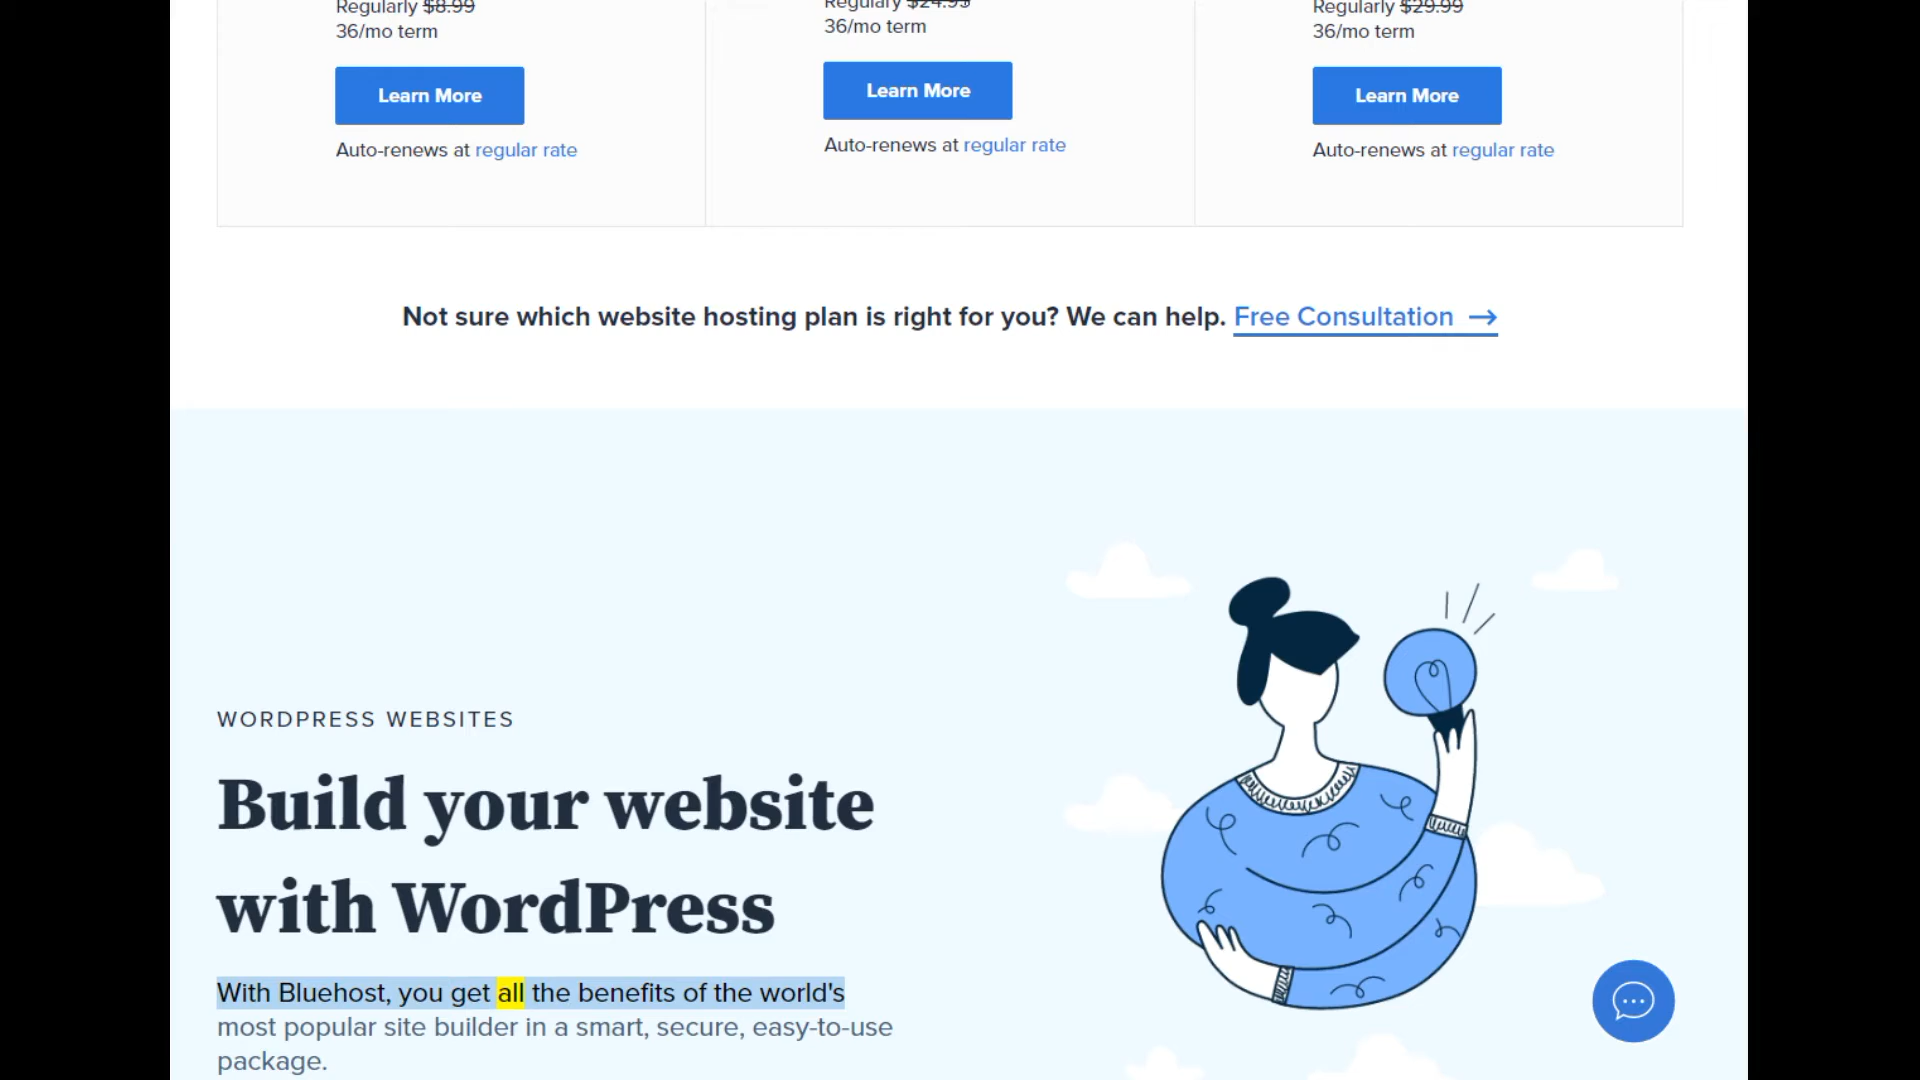 Regularly $8.99
36/mo term
Learn More
Auto-renews at regular rate
Regulary $24.95
36/mo term
Learn More
Auto-renews at regular rate
Regularly $29.99
36/mo term
Learn More
Auto-renews at regular rate
Not sure which website hosting plan is right for you? We can help. Free Consultation →
WORDPRESS WEBSITES
Build your website
with WordPress
With Bluehost, you get all the benefits of the world's
most popular site builder in a smart, secure, easy-to-use
package.